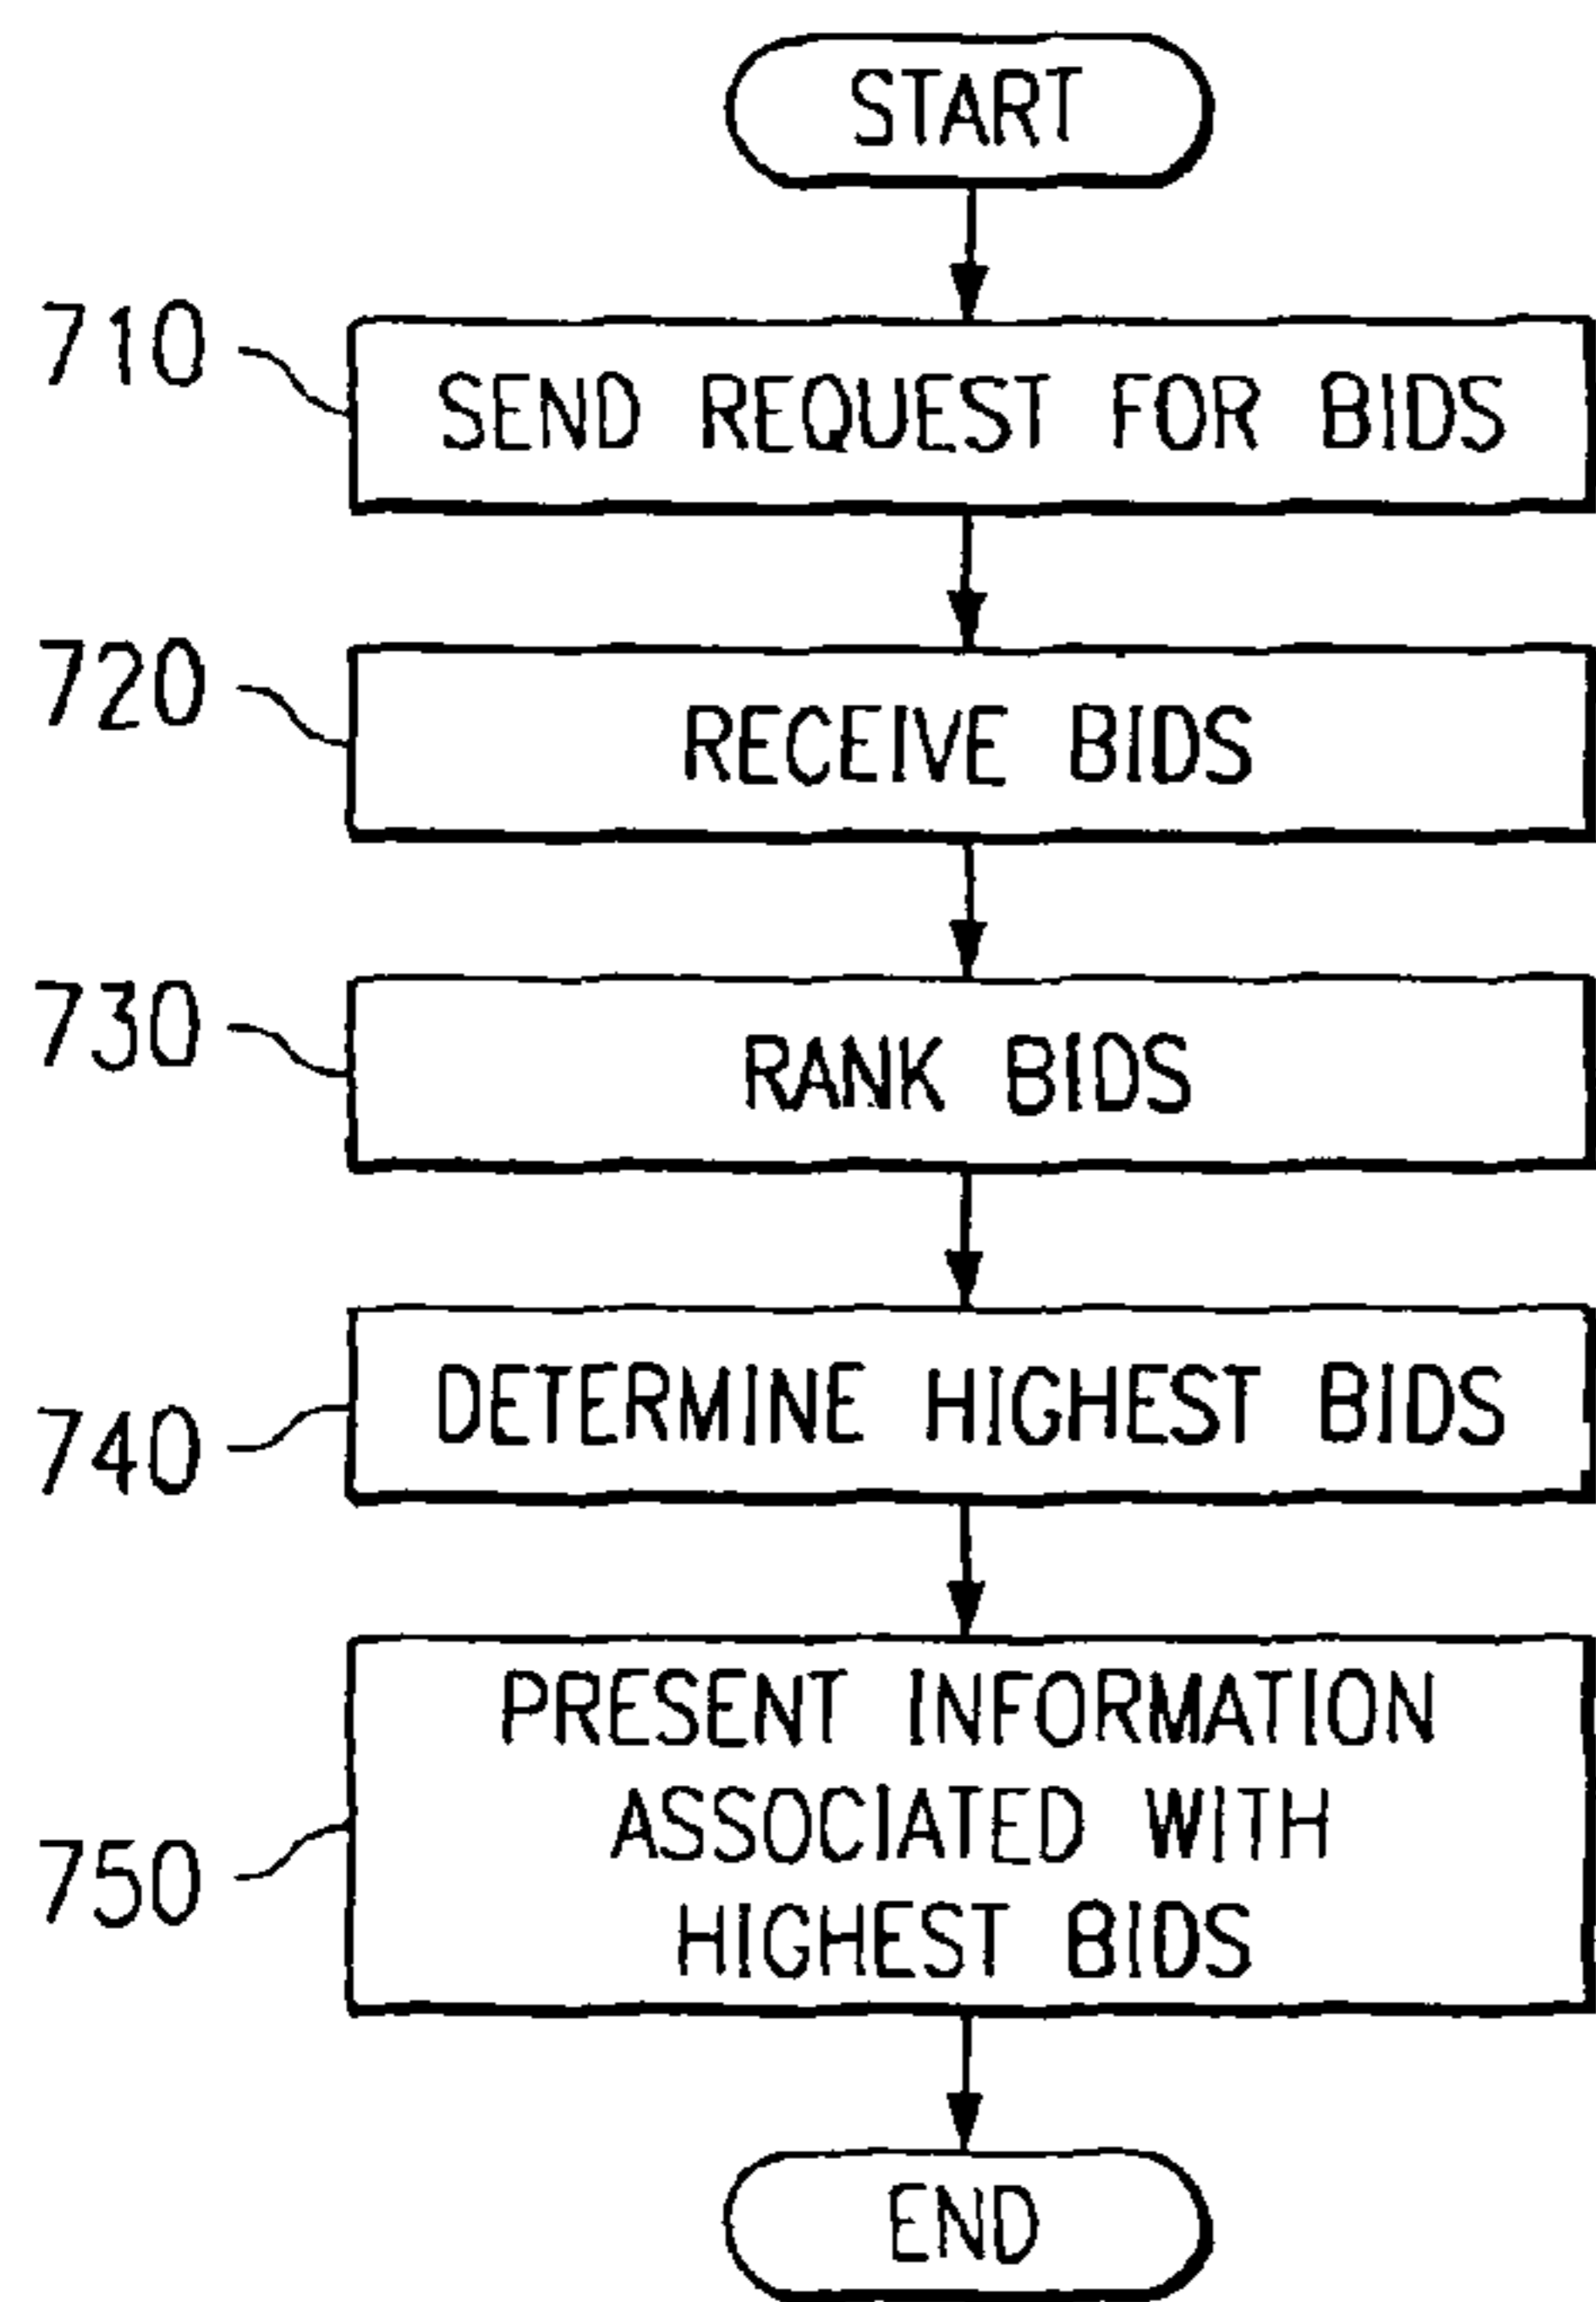 START
710
SEND REQUEST FOR BIDS
720
RECEIVE BIDS
730
RANK BIDS
740
DETERMINE HIGHEST BIDS
750
PRESENT INFORMATION
ASSOCIATED WITH
HIGHEST BIDS
END